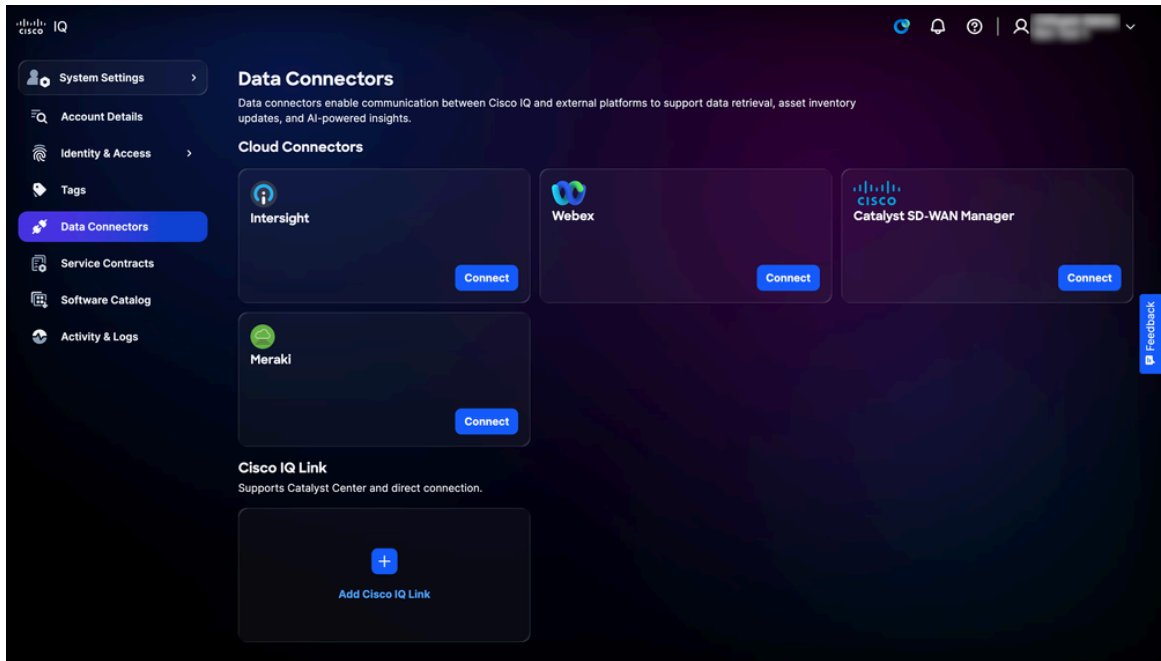 CISCO IQ
System Settings
Account Details
Identity & Access
Tags
Data Connectors
Service Contracts
Software Catalog
Activity & Logs
Data Connectors
Data connectors enable communication between Cisco IQ and external platforms to support data retrieval, asset inventory
updates, and AI-powered insights.
Cloud Connectors
Intersight
Connect
Webex
Connect
CISCO
Catalyst SD-WAN Manager
Connect
Meraki
Connect
Cisco IQ Link
Supports Catalyst Center and direct connection.
Add Cisco IQ Link
Feedback